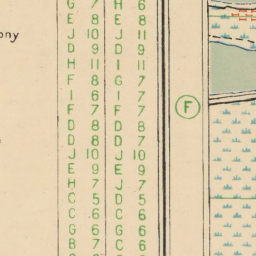 G 7 H 6
E 8 E 8
ony J 10 J 11
D 9 D 9
H 11 I 11
F 8 G 7
I 6 I 7
F 7 F 7
D 8 D 8
D 8 D 7
J 10 J 10
E 9 E 9
H 7 J 7
C 5 D 5
C 6 C 6
G 6 G 6
B 7 C 6
F